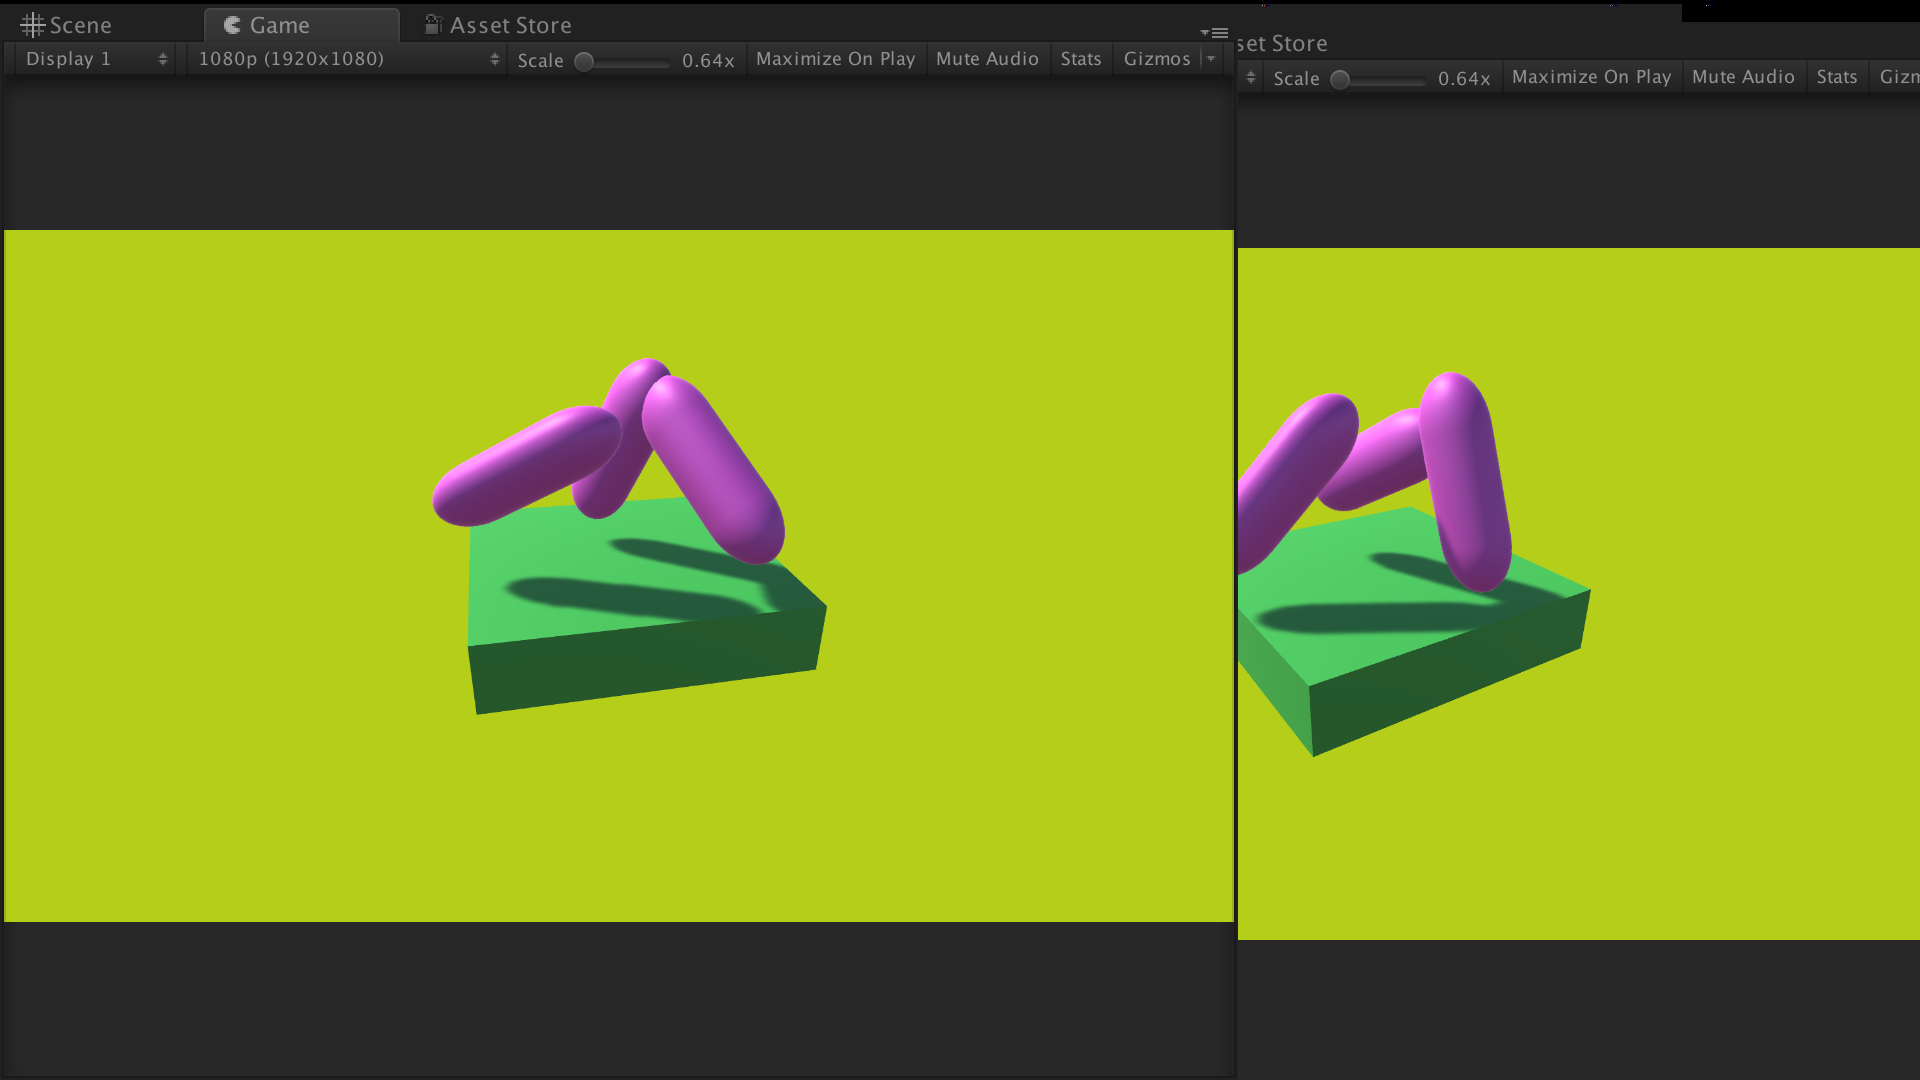 Scene Game Asset Store
Display 1 1080p (1920x1080) Scale 0.64x Maximize On Play Mute Audio Stats Gizmos
set Store
Scale 0.64x Maximize On Play Mute Audio Stats Gizm